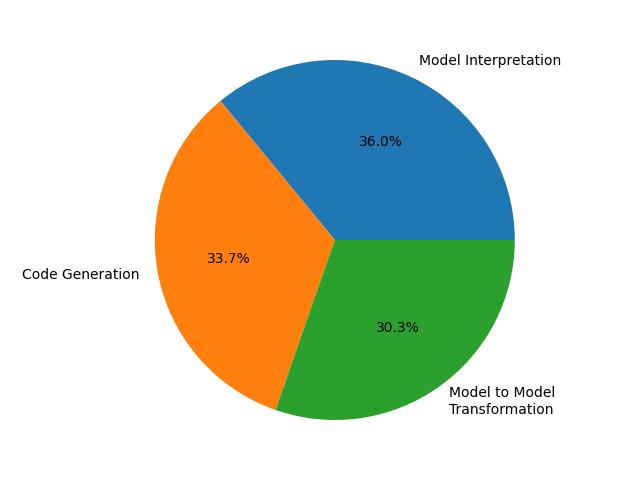 Model Interpretation
36.0%
33.7%
Code Generation
30.3%
Model to Model
Transformation